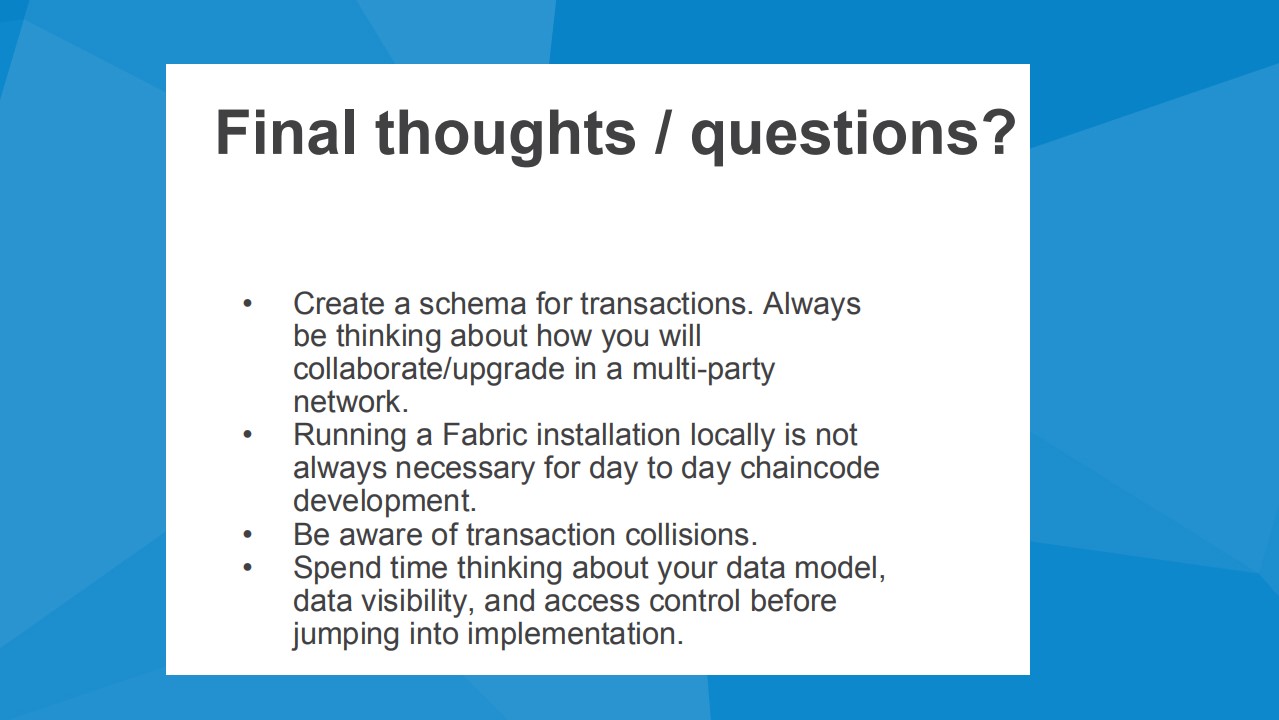 Final thoughts / questions?
• Create a schema for transactions. Always
be thinking about how you will
collaborate/upgrade in a multi-party
network.
• Running a Fabric installation locally is not
always necessary for day to day chaincode
development.
• Be aware of transaction collisions.
• Spend time thinking about your data model,
data visibility, and access control before
jumping into implementation.